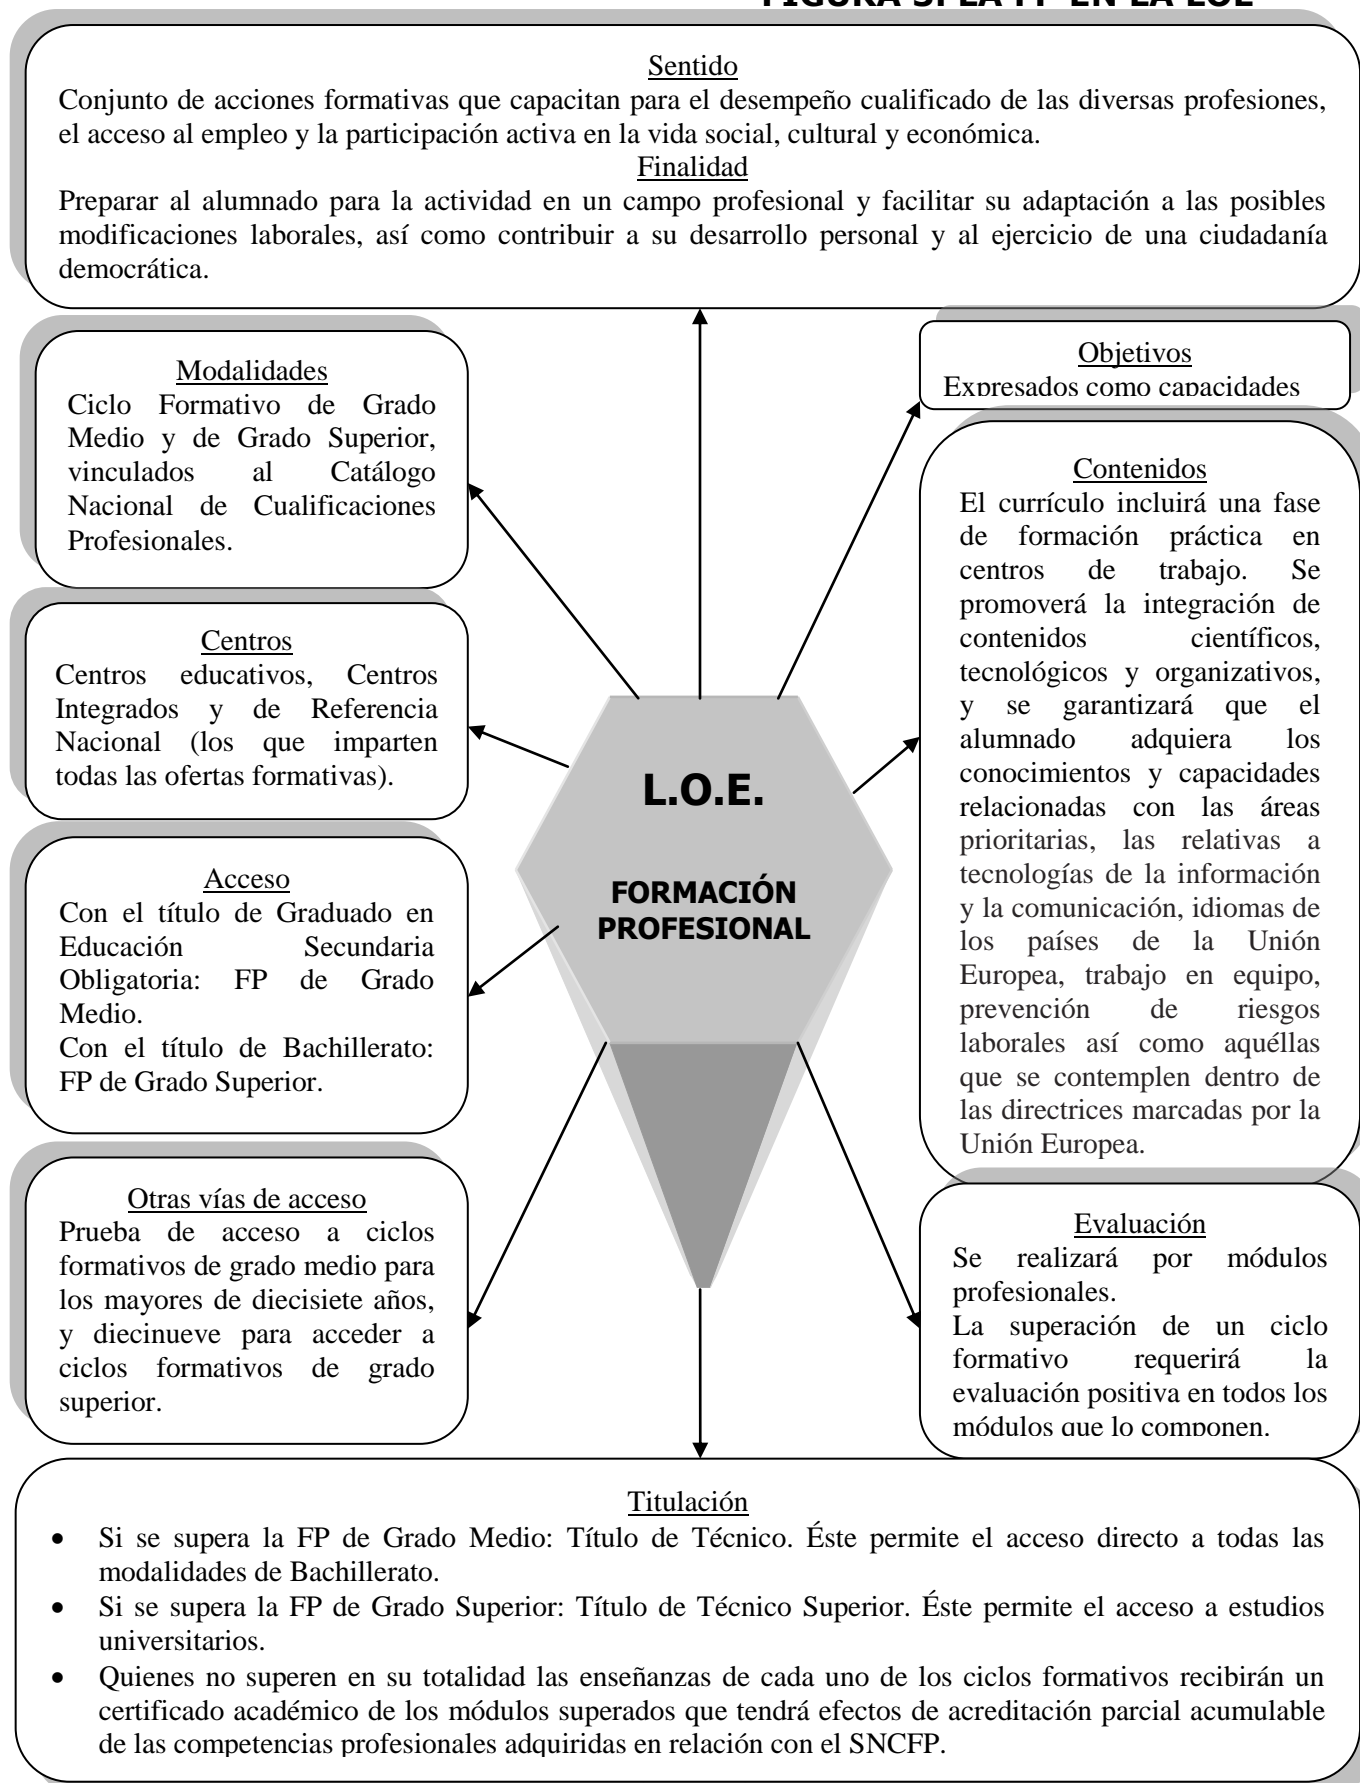 FIGURA 5. LA FP EN LA LOE
Sentido
Conjunto de acciones formativas que capacitan para el desempeño cualificado de las diversas profesiones,
el acceso al empleo y la participación activa en la vida social, cultural y económica.
Finalidad
Preparar al alumnado para la actividad en un campo profesional y facilitar su adaptación a las posibles
modificaciones laborales, así como contribuir a su desarrollo personal y al ejercicio de una ciudadanía
democrática.
Modalidades
Ciclo Formativo de Grado
Medio y de Grado Superior,
vinculados al Catálogo
Nacional de Cualificaciones
Profesionales.
Centros
Centros educativos, Centros
Integrados y de Referencia
Nacional (los que imparten
todas las ofertas formativas).
Acceso
Con el título de Graduado en
Educación Secundaria
Obligatoria: FP de Grado
Medio.
Con el título de Bachillerato:
FP de Grado Superior.
Otras vías de acceso
Prueba de acceso a ciclos
formativos de grado medio para
los mayores de diecisiete años,
y diecinueve para acceder a
ciclos formativos de grado
superior.
L.O.E.
FORMACIÓN
PROFESIONAL
Objetivos
Expresados como capacidades
Contenidos
El currículo incluirá una fase
de formación práctica en
centros de trabajo. Se
promoverá la integración de
contenidos científicos,
tecnológicos y organizativos,
y se garantizará que el
alumnado adquiera los
conocimientos y capacidades
relacionadas con las áreas
prioritarias, las relativas a
tecnologías de la información
y la comunicación, idiomas de
los países de la Unión
Europea, trabajo en equipo,
prevención de riesgos
laborales así como aquéllas
que se contemplen dentro de
las directrices marcadas por la
Unión Europea.
Evaluación
Se realizará por módulos
profesionales.
La superación de un ciclo
formativo requerirá la
evaluación positiva en todos los
módulos que lo componen.
Titulación
• Si se supera la FP de Grado Medio: Título de Técnico. Éste permite el acceso directo a todas las
modalidades de Bachillerato.
• Si se supera la FP de Grado Superior: Título de Técnico Superior. Éste permite el acceso a estudios
universitarios.
• Quienes no superen en su totalidad las enseñanzas de cada uno de los ciclos formativos recibirán un
certificado académico de los módulos superados que tendrá efectos de acreditación parcial acumulable
de las competencias profesionales adquiridas en relación con el SNCFP.